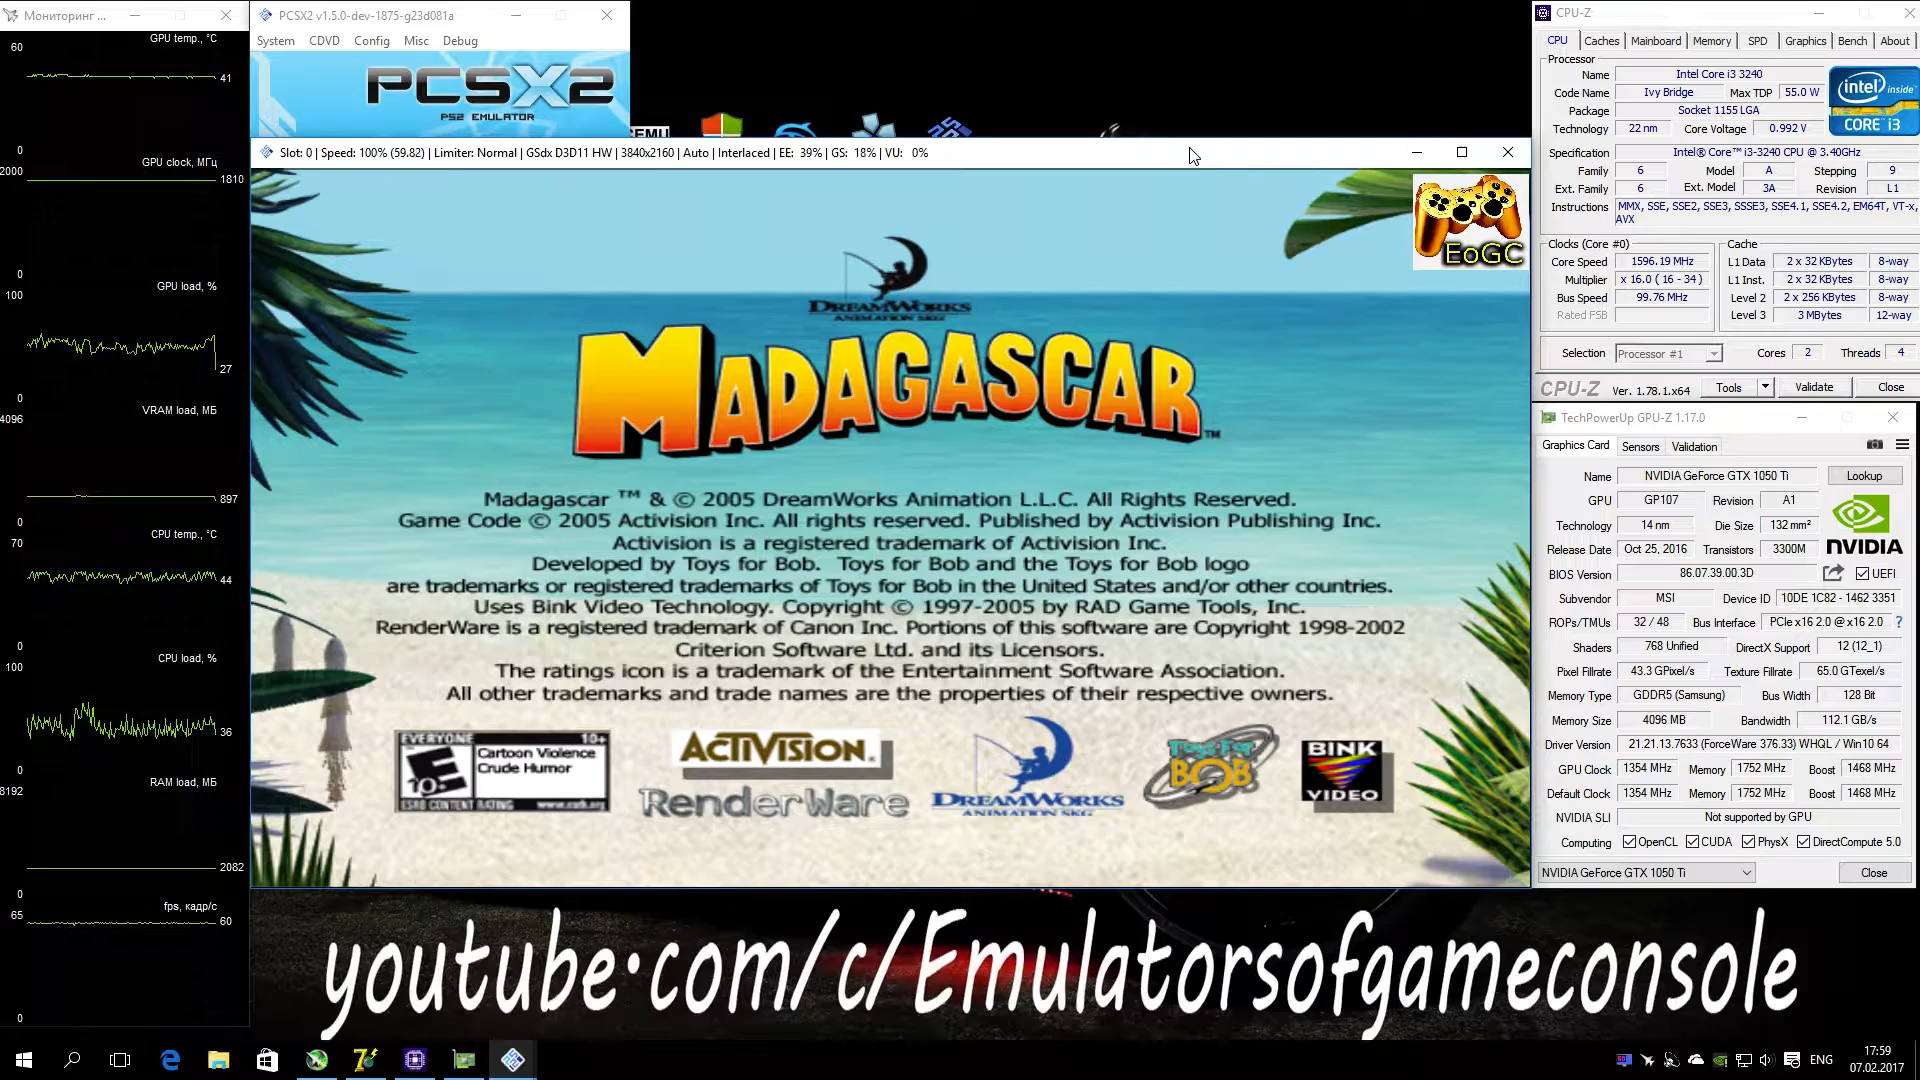 Мониторинг ...
GPU temp., °C
60
41
0
GPU clock, МГц
2000
1810
0
GPU load, %
100
27
0
VRAM load, МБ
4096
897
0
CPU temp., °C
70
44
0
CPU load, %
100
36
0
RAM load, МБ
8192
2082
0
fps, кадр/с
65
60
0
PCSX2 v1.5.0-dev-1875-g23d081a
System CDVD Config Misc Debug
PCSX2
PS2 EMULATOR
CEMU
Slot: 0 | Speed: 100% (59.82) | Limiter: Normal | GSdx D3D11 HW | 3840x2160 | Auto | Interlaced | EE: 39% | GS: 18% | VU: 0%
EoGC
DREAMWORKS
ANIMATION SKG
MADAGASCAR™
Madagascar ™ & © 2005 DreamWorks Animation L.L.C. All Rights Reserved.
Game Code © 2005 Activision Inc. All rights reserved. Published by Activision Publishing Inc.
Activision is a registered trademark of Activision Inc.
Developed by Toys for Bob. Toys for Bob and the Toys for Bob logo
are trademarks or registered trademarks of Toys for Bob in the United States and/or other countries.
Uses Bink Video Technology. Copyright © 1997-2005 by RAD Game Tools, Inc.
RenderWare is a registered trademark of Canon Inc. Portions of this software are Copyright 1998-2002
Criterion Software Ltd. and its Licensors.
The ratings icon is a trademark of the Entertainment Software Association.
All other trademarks and trade names are the properties of their respective owners.
EVERYONE 10+
Cartoon Violence
Crude Humor
ESRB CONTENT RATING www.esrb.org
ACTIVISION.
RenderWare
DREAMWORKS
ANIMATION SKG
TOYS FOR
BOB
BINK
VIDEO
youtube.com/c/Emulatorsofgameconsole
CPU-Z
CPU Caches Mainboard Memory SPD Graphics Bench About
Processor
Name Intel Core i3 3240
Code Name Ivy Bridge Max TDP 55.0 W
Package Socket 1155 LGA
Technology 22 nm Core Voltage 0.992 V
intel inside™
CORE i3
Specification Intel® Core™ i3-3240 CPU @ 3.40GHz
Family 6 Model A Stepping 9
Ext. Family 6 Ext. Model 3A Revision L1
Instructions MMX, SSE, SSE2, SSE3, SSSE3, SSE4.1, SSE4.2, EM64T, VT-x,
AVX
Clocks (Core #0)
Core Speed 1596.19 MHz
Multiplier x 16.0 ( 16 - 34 )
Bus Speed 99.76 MHz
Rated FSB
Cache
L1 Data 2 x 32 KBytes 8-way
L1 Inst. 2 x 32 KBytes 8-way
Level 2 2 x 256 KBytes 8-way
Level 3 3 MBytes 12-way
Selection Processor #1 Cores 2 Threads 4
CPU-Z Ver. 1.78.1.x64 Tools Validate Close
TechPowerUp GPU-Z 1.17.0
Graphics Card Sensors Validation
Name NVIDIA GeForce GTX 1050 Ti Lookup
GPU GP107 Revision A1
Technology 14 nm Die Size 132 mm²
Release Date Oct 25, 2016 Transistors 3300M
NVIDIA
BIOS Version 86.07.39.00.3D UEFI
Subvendor MSI Device ID 10DE 1C82 - 1462 3351
ROPs/TMUs 32 / 48 Bus Interface PCIe x16 2.0 @ x16 2.0 ?
Shaders 768 Unified DirectX Support 12 (12_1)
Pixel Fillrate 43.3 GPixel/s Texture Fillrate 65.0 GTexel/s
Memory Type GDDR5 (Samsung) Bus Width 128 Bit
Memory Size 4096 MB Bandwidth 112.1 GB/s
Driver Version 21.21.13.7633 (ForceWare 376.33) WHQL / Win10 64
GPU Clock 1354 MHz Memory 1752 MHz Boost 1468 MHz
Default Clock 1354 MHz Memory 1752 MHz Boost 1468 MHz
NVIDIA SLI Not supported by GPU
Computing OpenCL CUDA PhysX DirectCompute 5.0
NVIDIA GeForce GTX 1050 Ti Close
ENG
17:59
07.02.2017